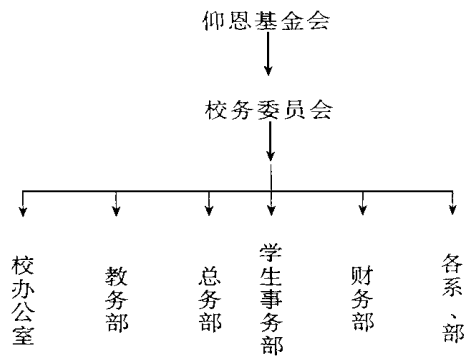 仰恩基金会
校务委员会
校办公室
教务部
总务部
学生事务部
财务部
各系、部